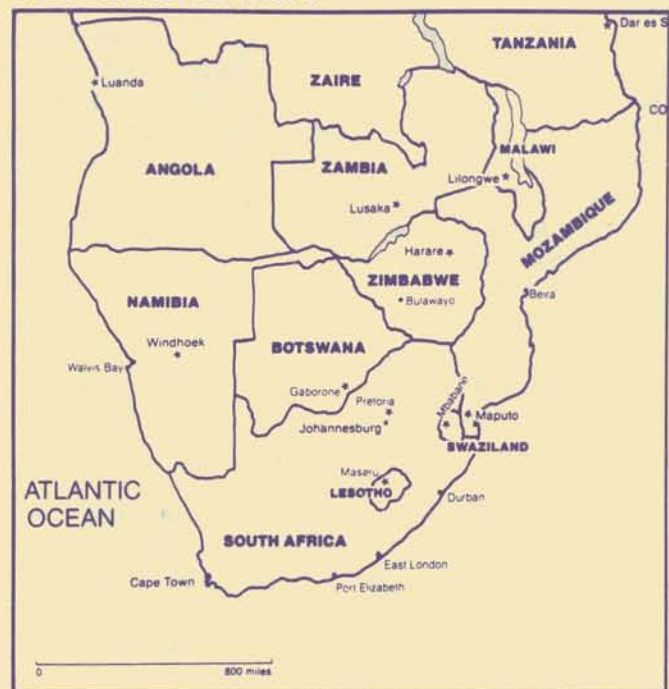 Dar es S
TANZANIA
Luanda
ZAIRE
CO
MALAWI
ANGOLA
ZAMBIA
Lilongwe
Lusaka
MOZAMBIQUE
Harare
ZIMBABWE
Bulawayo
Beira
NAMIBIA
Windhoek
BOTSWANA
Walvis Bay
Gaborone
Pretoria
Mbabane
Maputo
Johannesburg
SWAZILAND
Maseru
LESOTHO
Durban
ATLANTIC
OCEAN
SOUTH AFRICA
East London
Cape Town
Port Elizabeth
0
800 miles